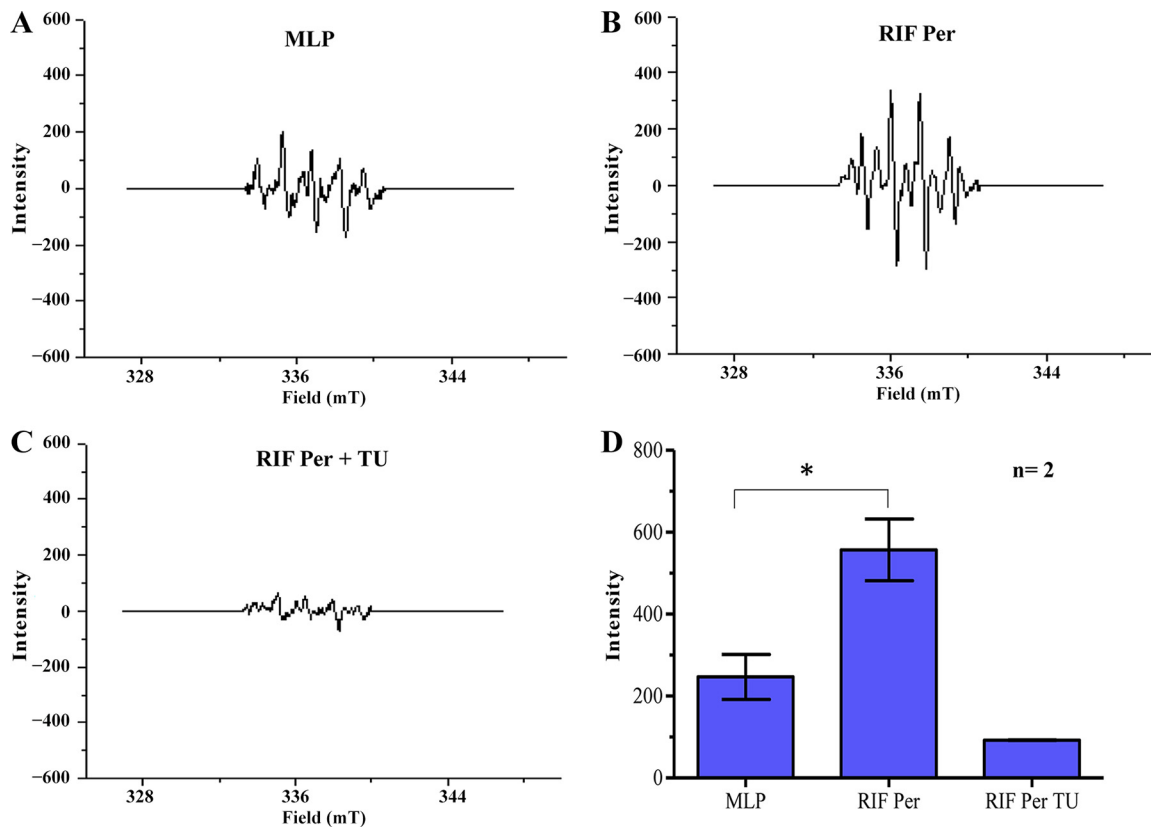 A
MLP
600
400
200
0
−200
−400
−600
Intensity
328
336
344
Field (mT)
B
RIF Per
600
400
200
0
−200
−400
−600
Intensity
328
336
344
Field (mT)
C
RIF Per + TU
600
400
200
0
−200
−400
−600
Intensity
328
336
344
Field (mT)
D
800
600
400
200
0
Intensity
*
n= 2
MLP
RIF Per
RIF Per TU